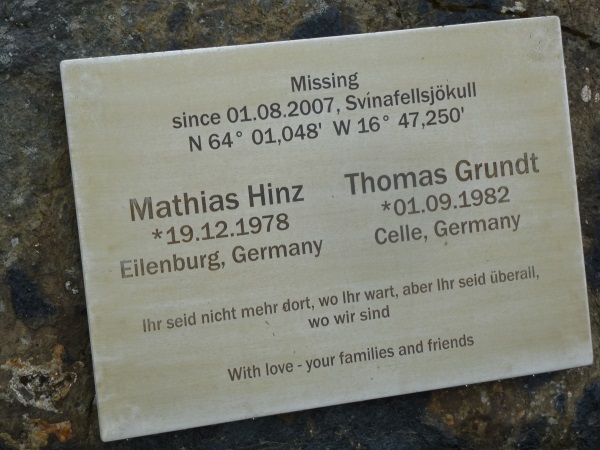 Missing
since 01.08.2007, Svínafellsjökull
N 64° 01,048' W 16° 47,250'
Mathias Hinz
*19.12.1978
Eilenburg, Germany
Thomas Grundt
*01.09.1982
Celle, Germany
Ihr seid nicht mehr dort, wo Ihr wart, aber Ihr seid überall,
wo wir sind
With love - your families and friends